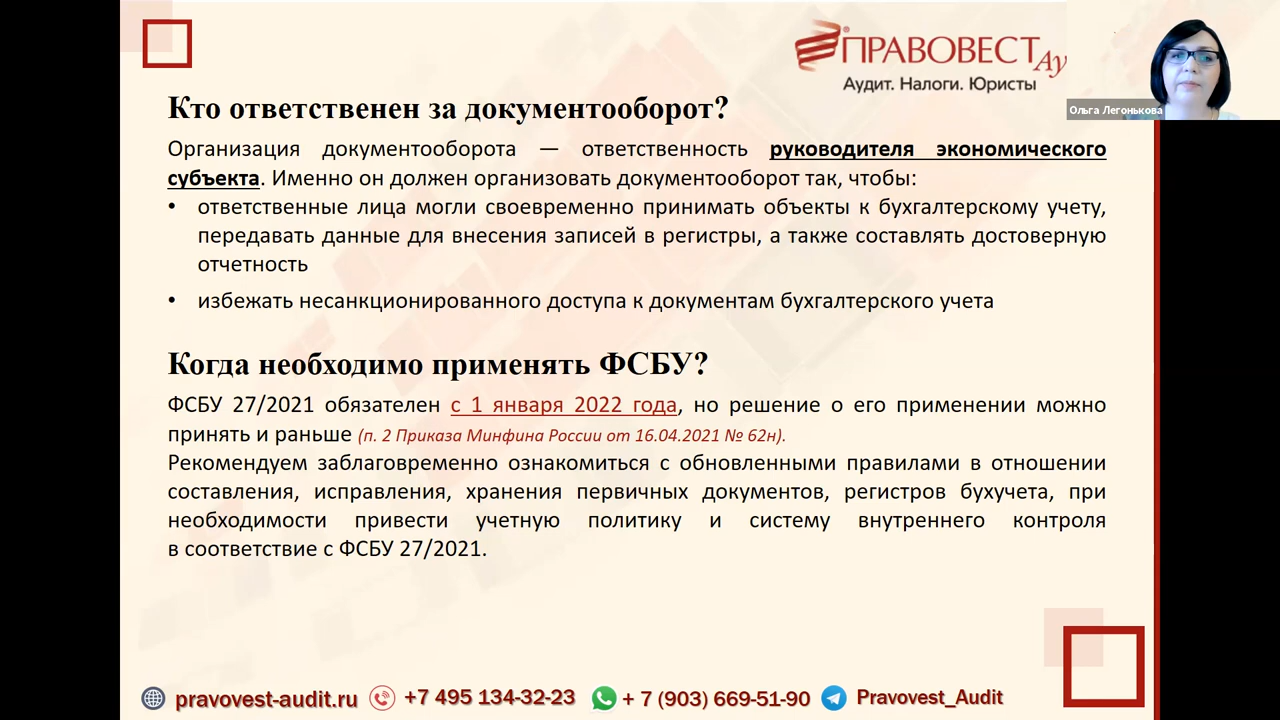 ПРАВОВЕСТ Ау
Аудит. Налоги. Юристы
Ольга Легонькова
Кто ответственен за документооборот?
Организация документооборота — ответственность руководителя экономического
субъекта. Именно он должен организовать документооборот так, чтобы:
• ответственные лица могли своевременно принимать объекты к бухгалтерскому учету,
передавать данные для внесения записей в регистры, а также составлять достоверную
отчетность
• избежать несанкционированного доступа к документам бухгалтерского учета
Когда необходимо применять ФСБУ?
ФСБУ 27/2021 обязателен с 1 января 2022 года, но решение о его применении можно
принять и раньше (п. 2 Приказа Минфина России от 16.04.2021 № 62н).
Рекомендуем заблаговременно ознакомиться с обновленными правилами в отношении
составления, исправления, хранения первичных документов, регистров бухучета, при
необходимости привести учетную политику и систему внутреннего контроля
в соответствие с ФСБУ 27/2021.
pravovest-audit.ru +7 495 134-32-23 + 7 (903) 669-51-90 Pravovest_Audit